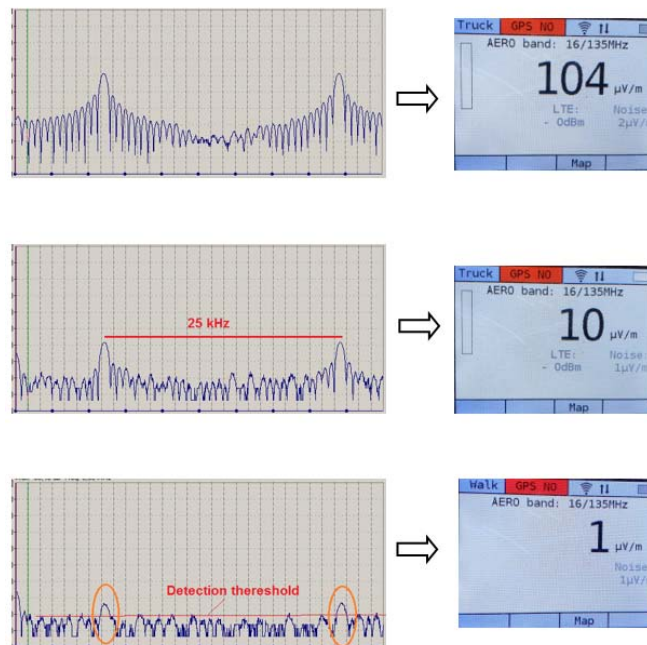 Truck GPS NO
AERO band: 16/135MHz
104 µV/m
LTE: Noise:
- 0dBm 2µV/
Map
25 kHz
Truck GPS NO
AERO band: 16/135MHz
10 µV/m
LTE: Noise:
- 0dBm 1µV/
Map
Detection thereshold
Walk GPS NO
AERO band: 16/135MHz
1 µV/m
Noise
1µV/
Map